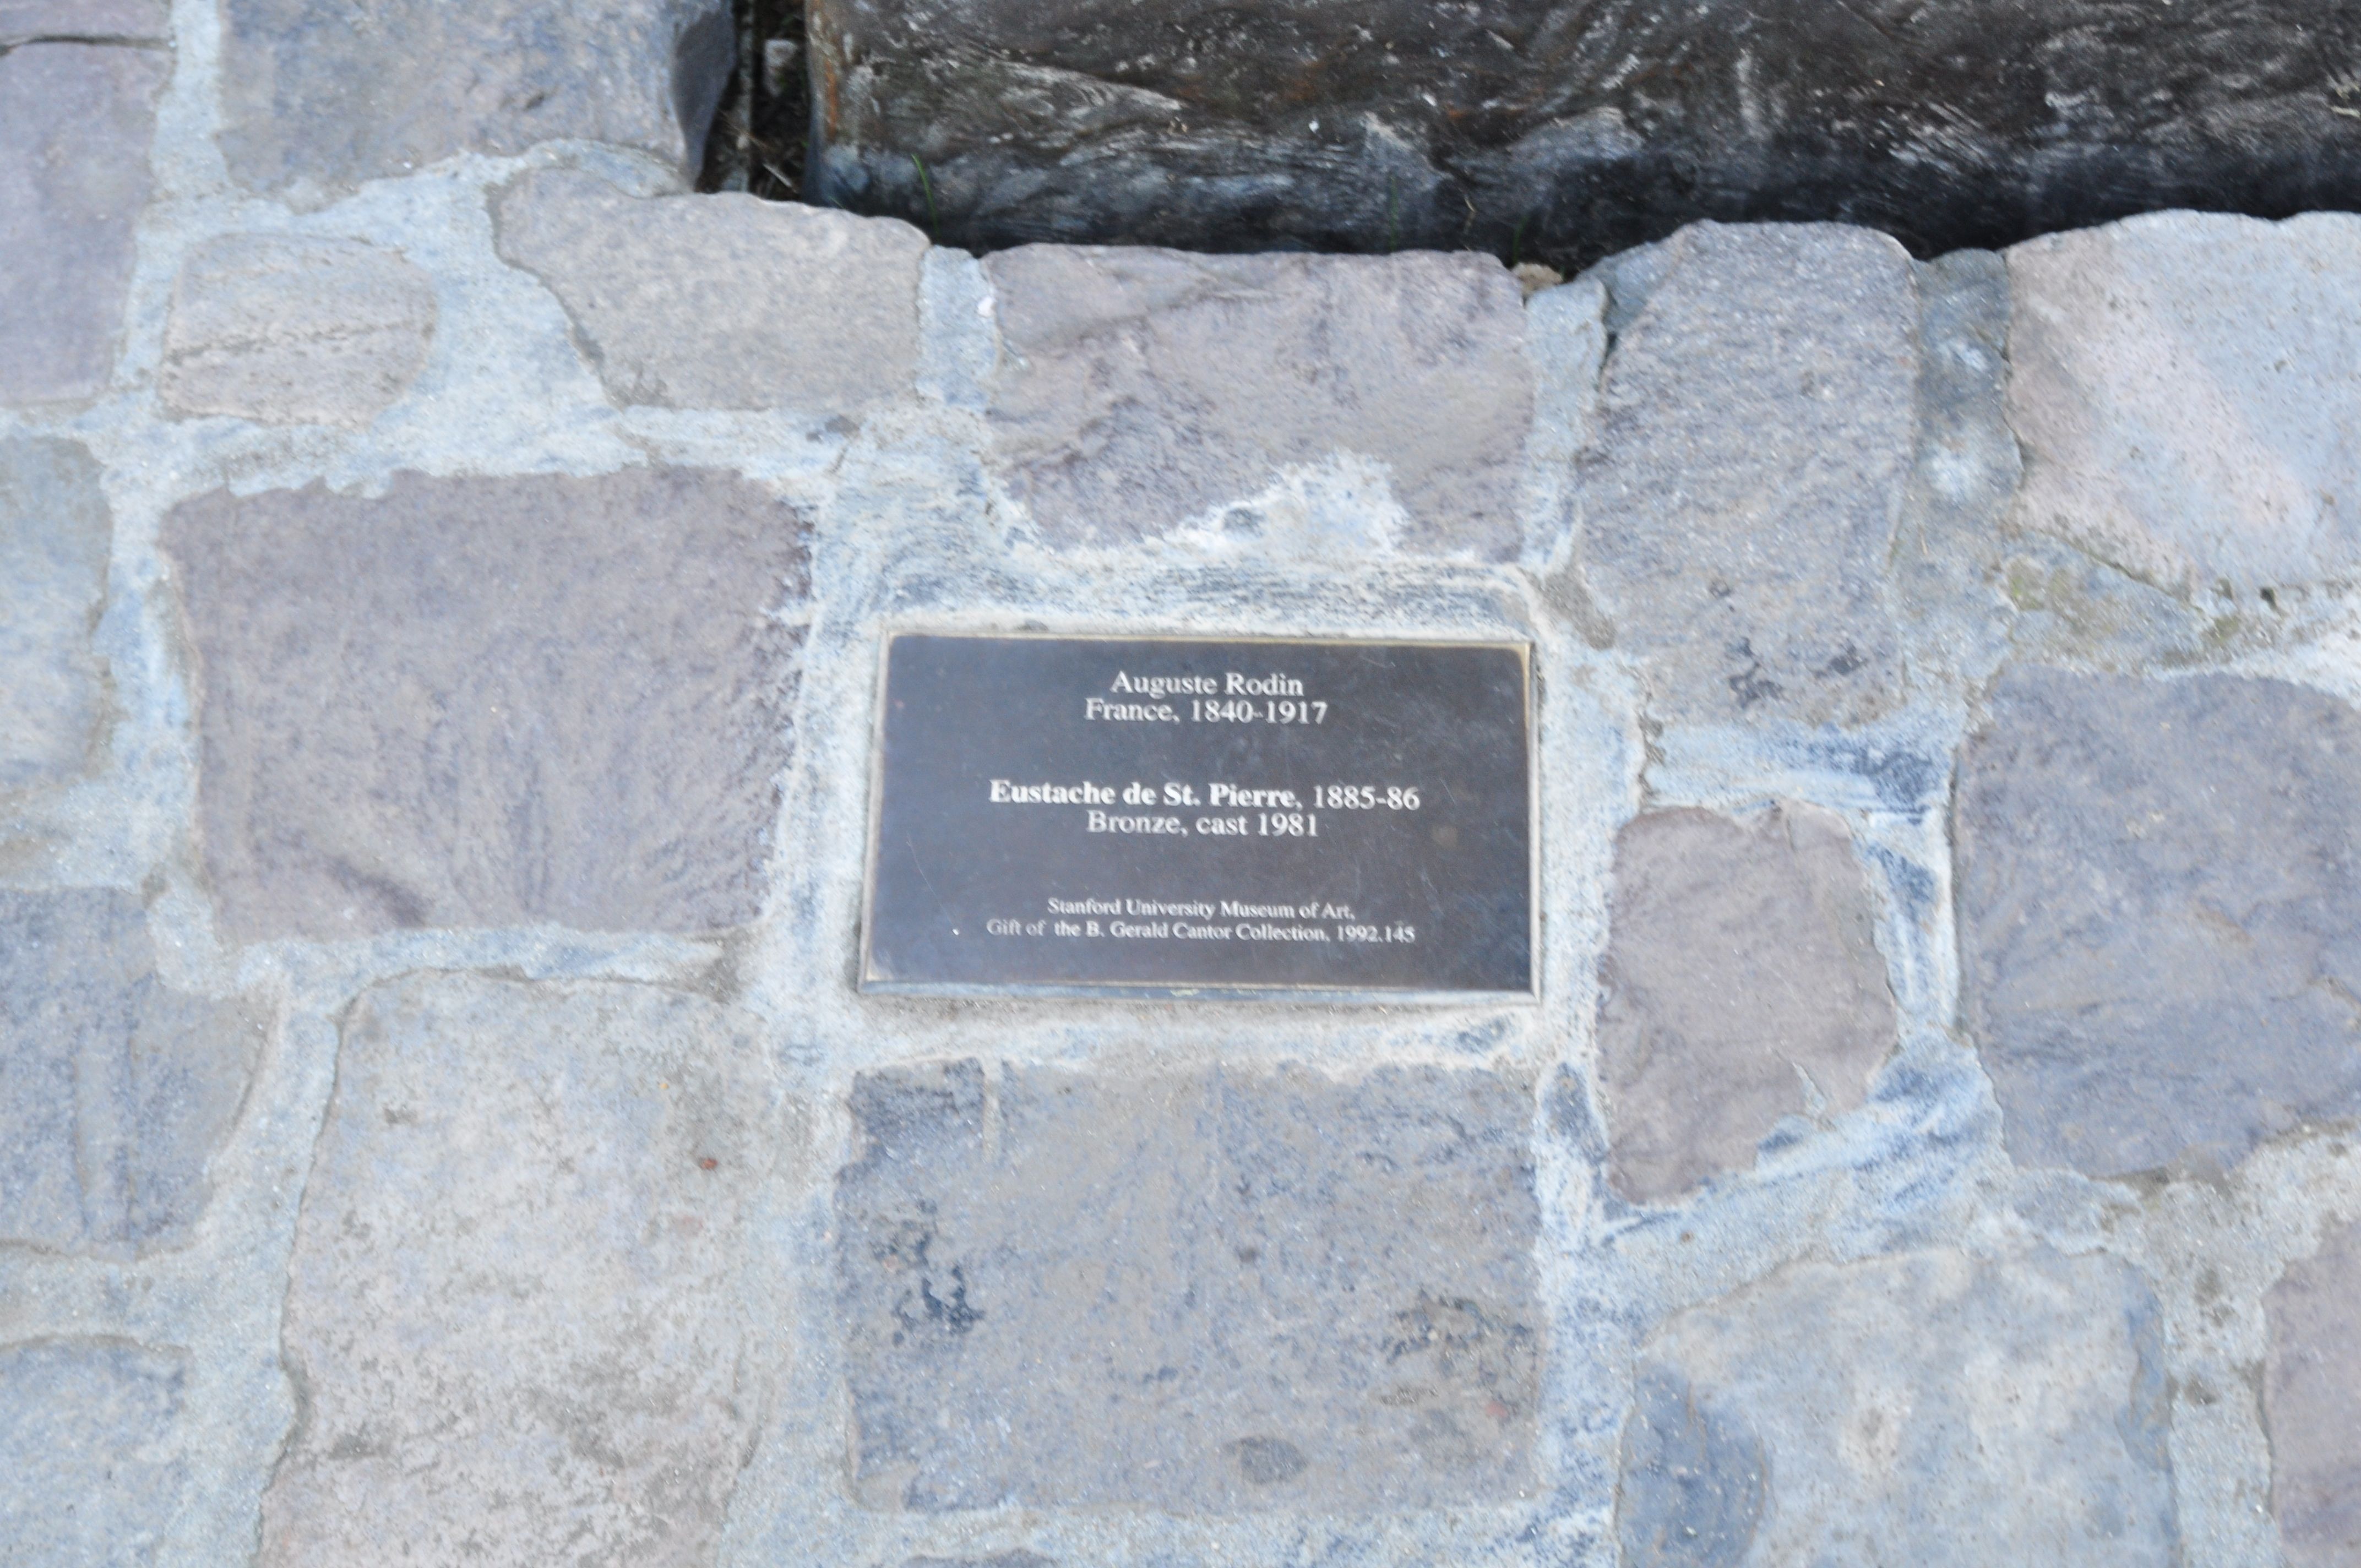 Auguste Rodin
France, 1840-1917
Eustache de St. Pierre, 1885-86
Bronze, cast 1981
Stanford University Museum of Art,
Gift of the B. Gerald Cantor Collection, 1992.145